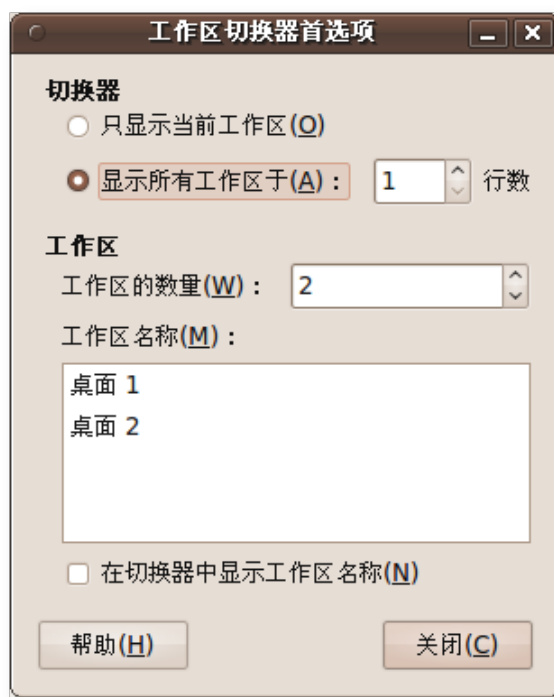 工作区切换器首选项
切换器
只显示当前工作区(O)
显示所有工作区于(A)： 1 行数
工作区
工作区的数量(W)： 2
工作区名称(M)：
桌面 1
桌面 2
在切换器中显示工作区名称(N)
帮助(H) 关闭(C)